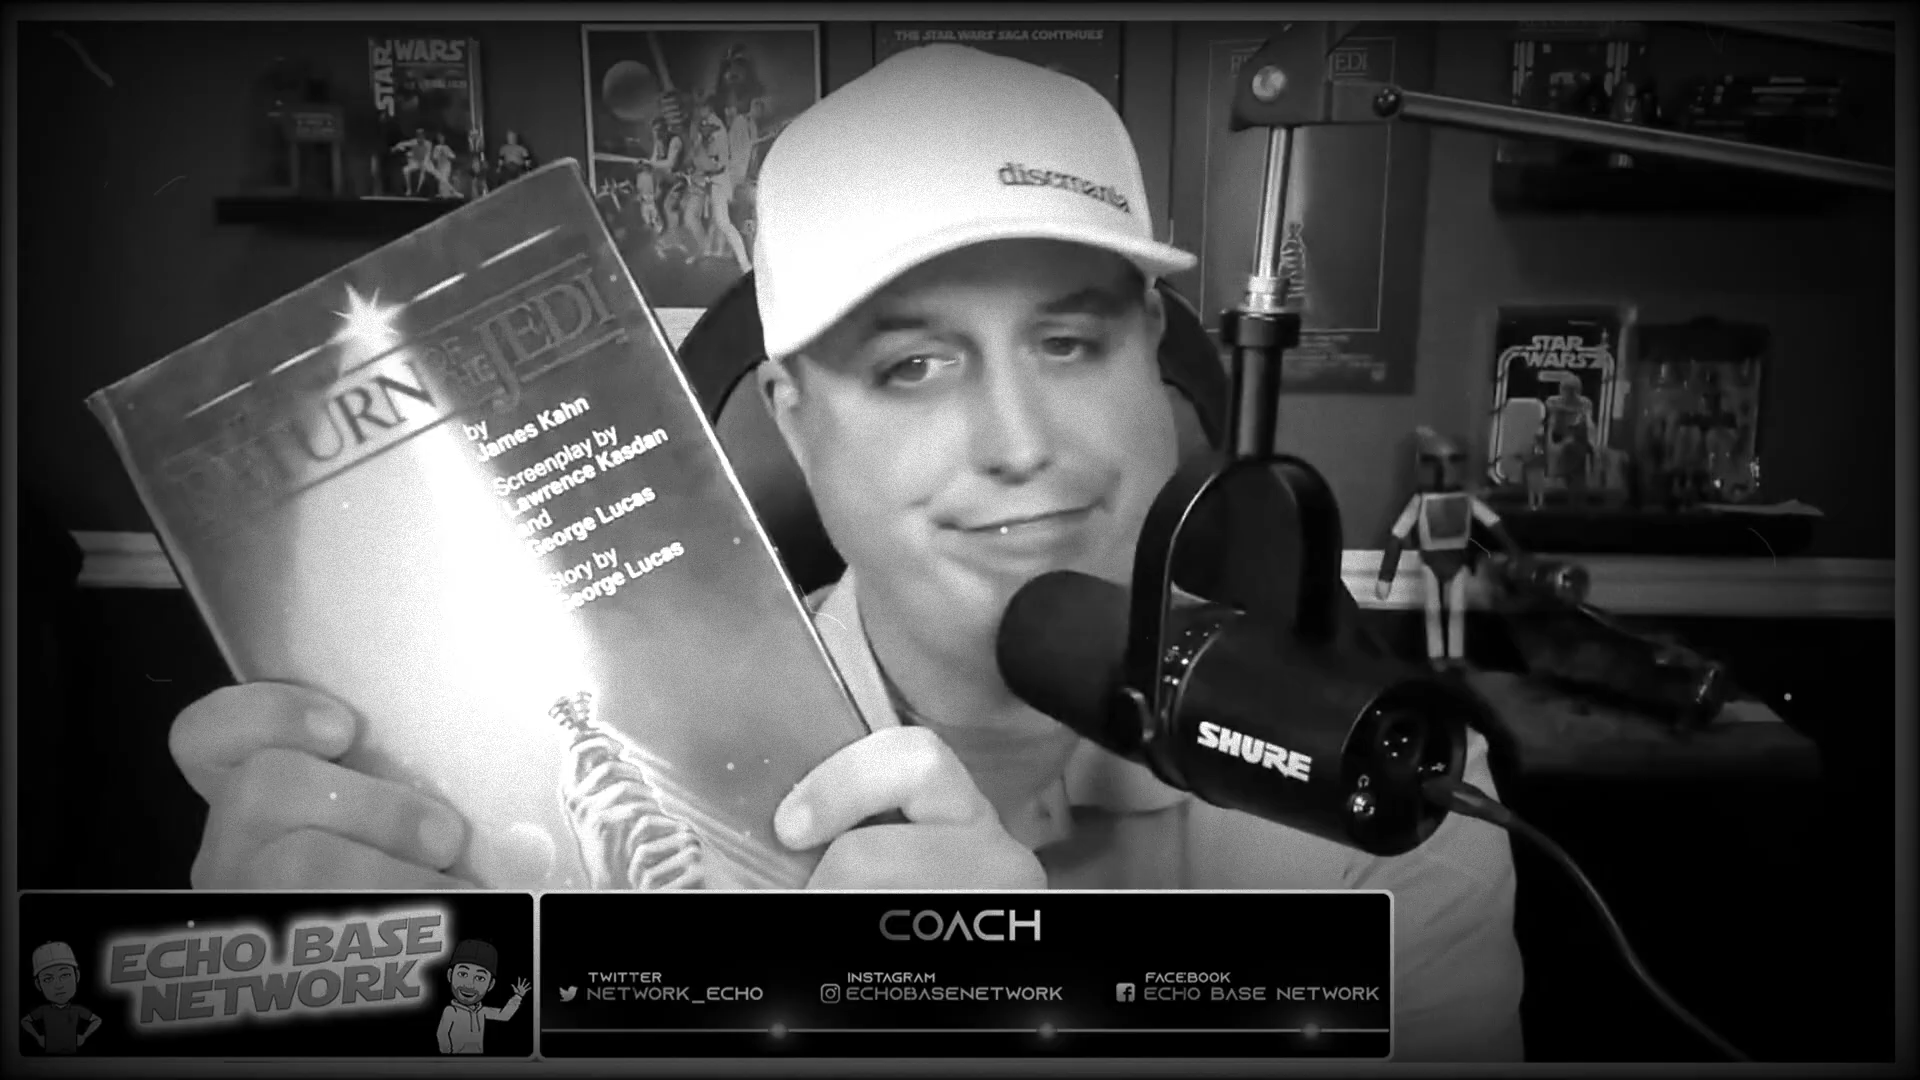 STAR WARS
THE STAR WARS SAGA CONTINUES
JEDI
discmania
RETURN OF THE JEDI
by
James Kahn
Screenplay by
Lawrence Kasdan
and
George Lucas
Story by
George Lucas
STAR
WARS
SHURE
ECHO BASE
NETWORK
COACH
TWITTER
NETWORK_ECHO
INSTAGRAM
ECHOBASENETWORK
FACEBOOK
ECHO BASE NETWORK